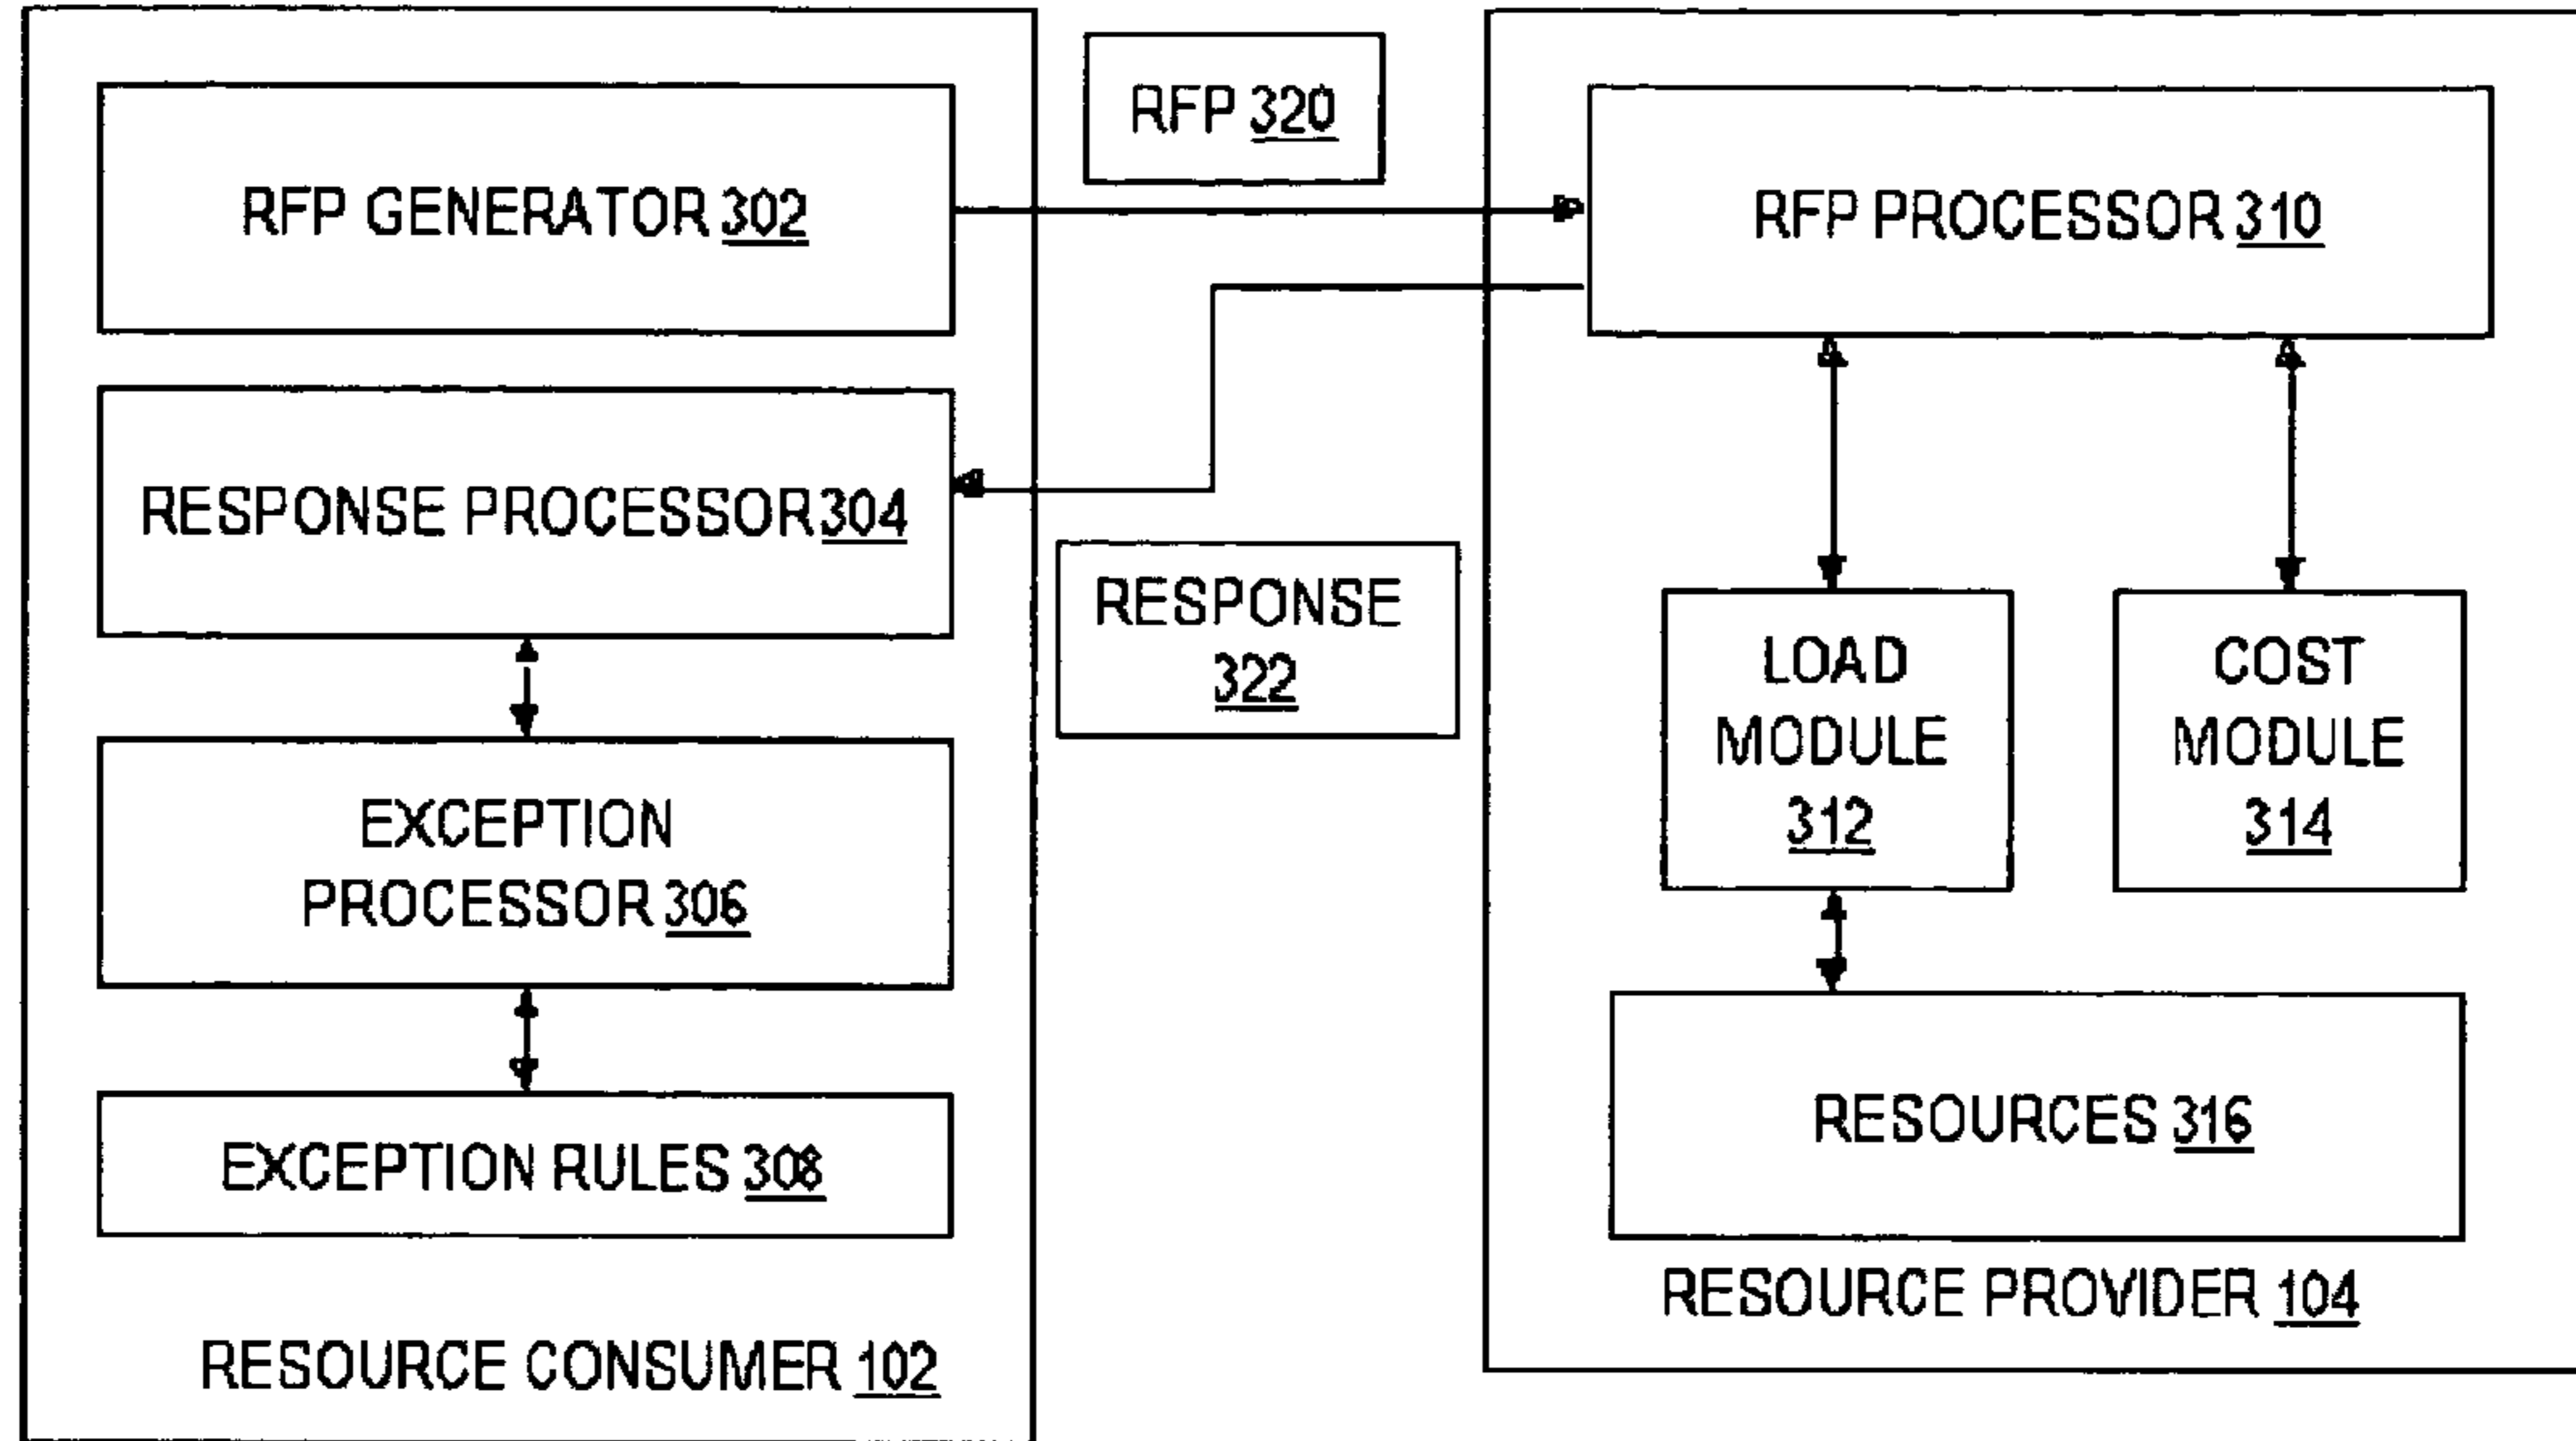 RFP GENERATOR 302
RESPONSE PROCESSOR 304
EXCEPTION
PROCESSOR 306
EXCEPTION RULES 308
RESOURCE CONSUMER 102
RFP 320
RESPONSE
322
RFP PROCESSOR 310
LOAD
MODULE
312
COST
MODULE
314
RESOURCES 316
RESOURCE PROVIDER 104